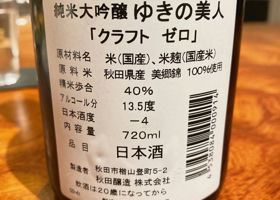 純米大吟醸 ゆきの美人
「クラフト ゼロ」
原材料名 米(国産)、米麹(国産米)
原料米 秋田県産 美郷錦 100%使用
精米歩合 40%
アルコール分 13.5度
日本酒度 −4
720ml
品目 日本酒
製造者 秋田市楢山登町5-2
秋田醸造 株式会社
飲酒は20歳になってから
4535084000914